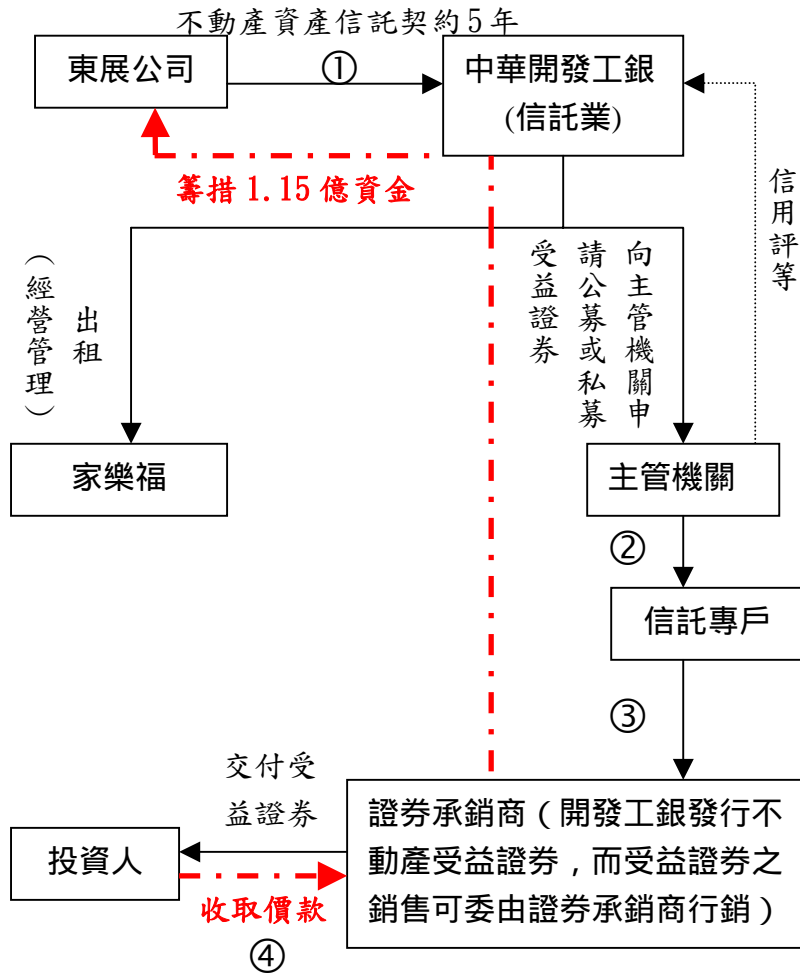 不動產資產信託契約5年
東展公司
①
中華開發工銀
(信託業)
籌措1.15億資金
信用評等
(經營管理)
出租
受益證券
請公募或私募
向主管機關申
家樂福
主管機關
②
信託專戶
③
交付受
益證券
投資人
收取價款
④
證券承銷商（開發工銀發行不
動產受益證券，而受益證券之
銷售可委由證券承銷商行銷）